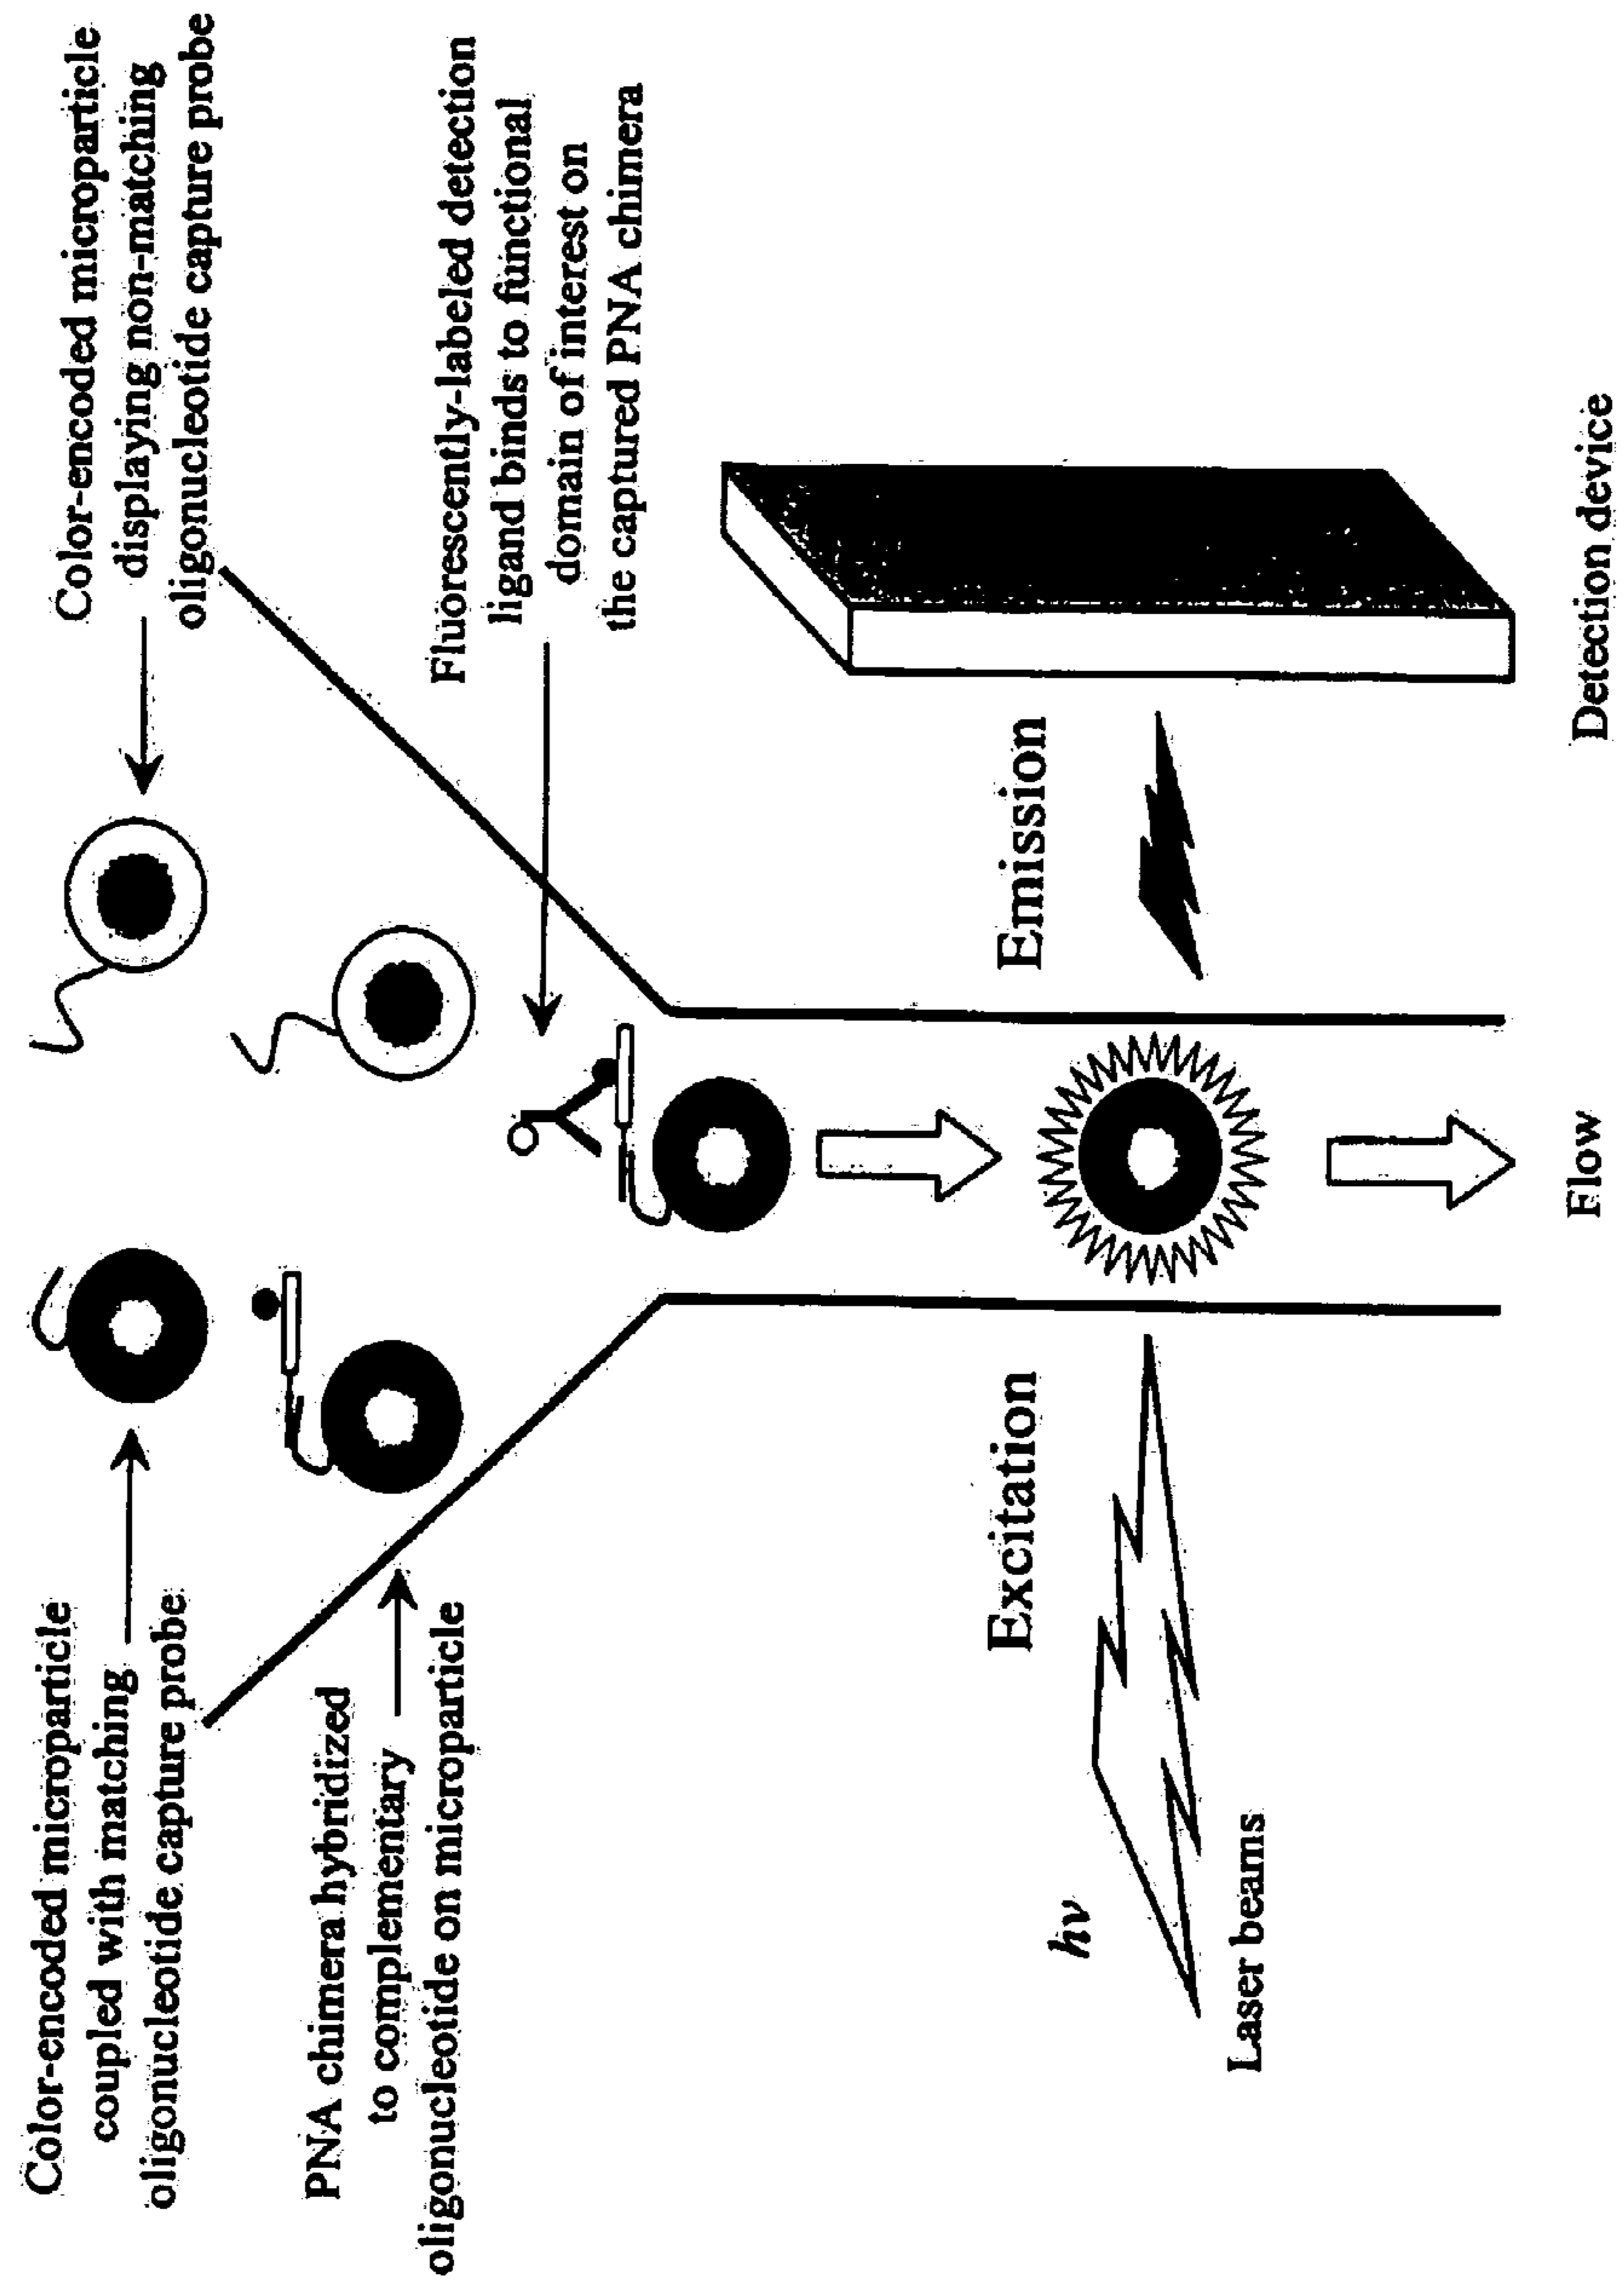 Color-encoded microparticle
coupled with matching
oligonucleotide capture probe
PNA chimera hybridized
to complementary
oligonucleotide on microparticle
Color-encoded microparticle
displaying non-matching
oligonucleotide capture probe
Fluorescently-labeled detection
ligand binds to functional
domain of interest on
the captured PNA chimera
Excitation
Emission
hν
Laser beams
Flow
Detection device